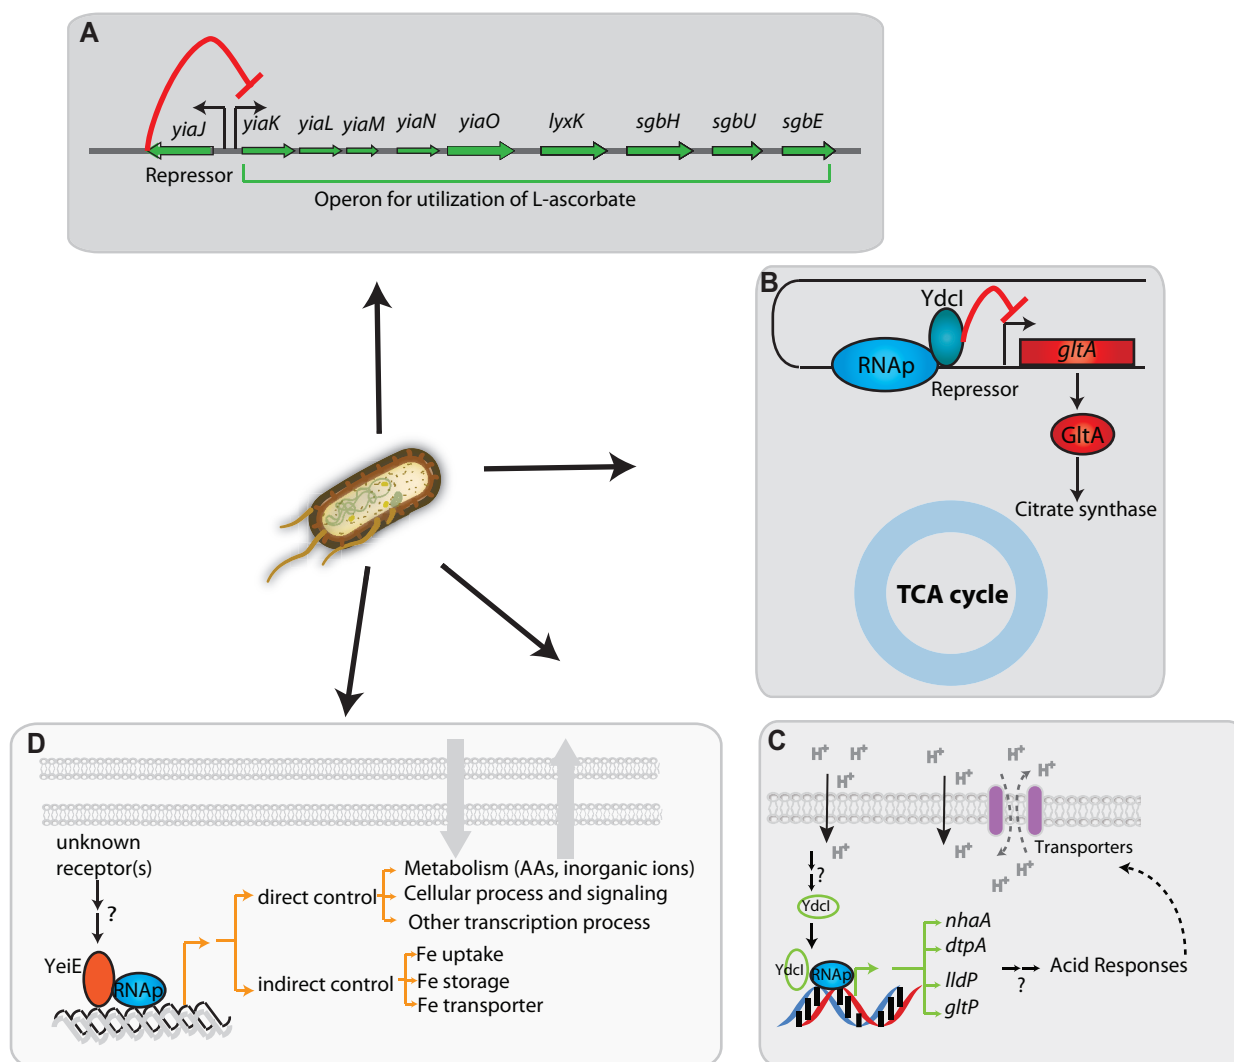 A
yiaJ
yiaK
yiaL
yiaM
yiaN
yiaO
lyxK
sgbH
sgbU
sgbE
Repressor
Operon for utilization of L-ascorbate
B
YdcI
RNAp
gltA
Repressor
GltA
Citrate synthase
TCA cycle
D
unknown
receptor(s)
?
YeiE
RNAp
direct control
Metabolism (AAs, inorganic ions)
Cellular process and signaling
Other transcription process
indirect control
Fe uptake
Fe storage
Fe transporter
C
H+
H+
H+
H+
H+
H+
H+
H+
H+
H+
H+
Transporters
?
YdcI
YdcI
RNAp
nhaA
dtpA
lldP
gltP
?
Acid Responses